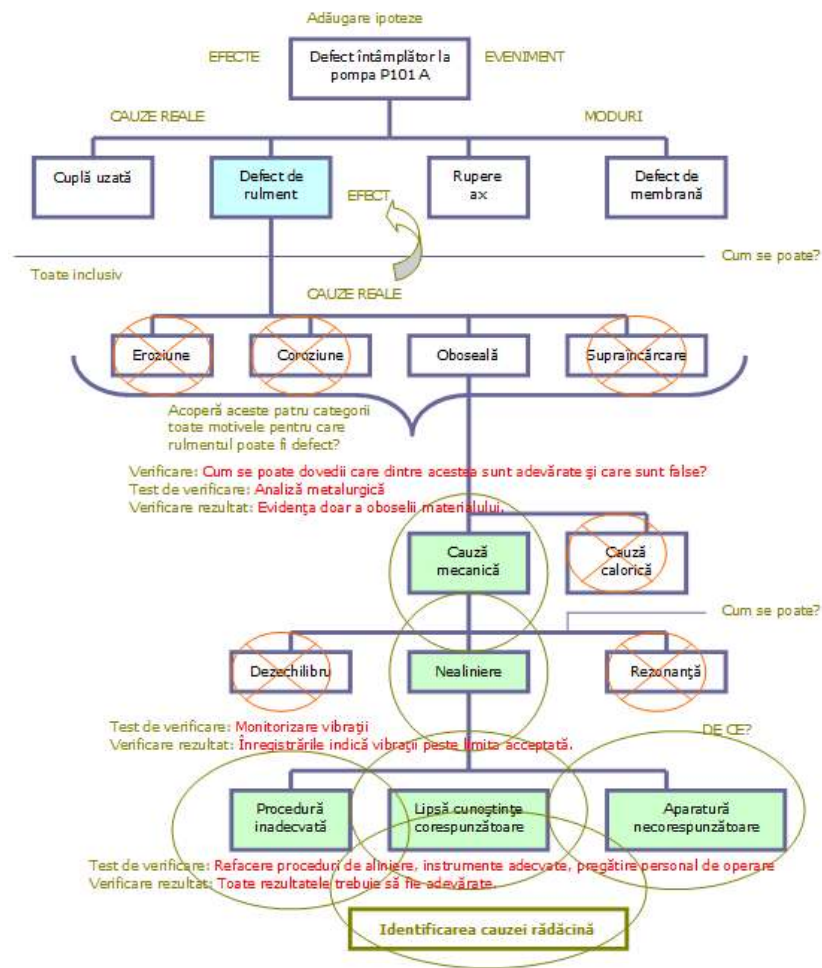 Adăugare ipoteze
EFECTE
Defect întâmplător la
pompa P101 A
EVENIMENT
CAUZE REALE
MODURI
Cuplă uzată
Defect de
rulment
Rupere
ax
Defect de
membrană
EFECT
Cum se poate?
Toate inclusiv
CAUZE REALE
Eroziune
Coroziune
Oboseală
Supraîncărcare
Acoperă aceste patru categorii
toate motivele pentru care
rulmentul poate fi defect?
Verificare: Cum se poate dovedii care dintre acestea sunt adevărate şi care sunt false?
Test de verificare: Analiză metalurgică
Verificare rezultat: Evidenţa doar a oboselii materialului.
Cauză
mecanică
Cauză
calorică
Cum se poate?
Dezechilibru
Nealiniere
Rezonanţă
Test de verificare: Monitorizare vibraţii
Verificare rezultat: Înregistrările indică vibraţii peste limita acceptată.
DE CE?
Procedură
inadecvată
Lipsă cunoştinţe
corespunzătoare
Aparatură
necorespunzătoare
Test de verificare: Refacere proceduri de aliniere, instrumente adecvate, pregătire personal de operare
Verificare rezultat: Toate rezultatele trebuie să fie adevărate.
Identificarea cauzei rădăcină